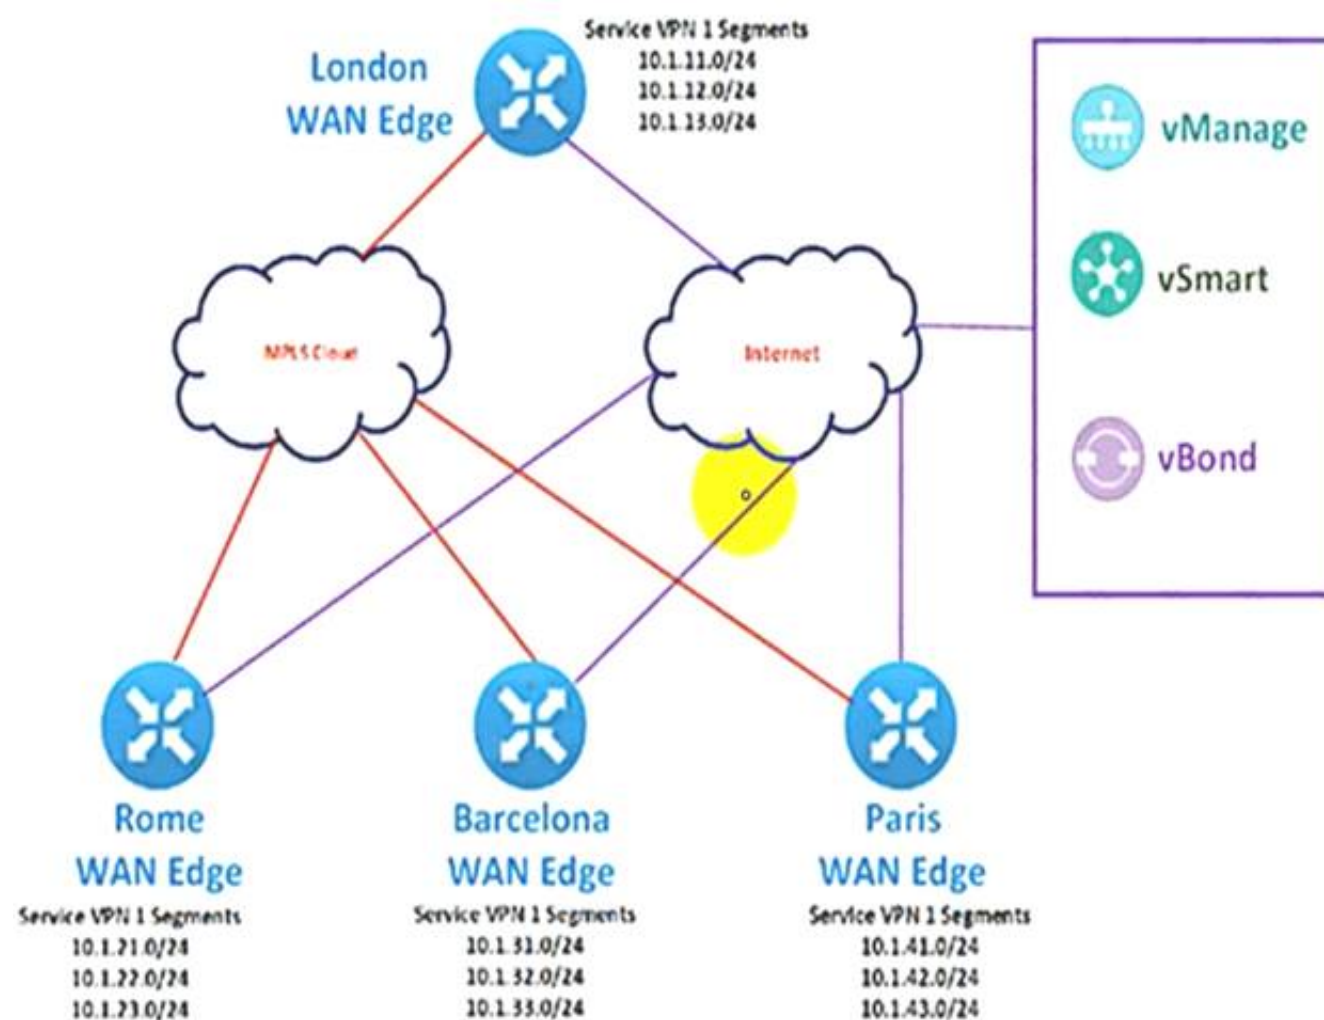 Service VPN 1 Segments
10.1.11.0/24
10.1.12.0/24
10.1.13.0/24
London
WAN Edge
vManage
vSmart
vBond
MPLS Cloud
Internet
Rome
WAN Edge
Service VPN 1 Segments
10.1.21.0/24
10.1.22.0/24
10.1.23.0/24
Barcelona
WAN Edge
Service VPN 1 Segments
10.1.31.0/24
10.1.32.0/24
10.1.33.0/24
Paris
WAN Edge
Service VPN 1 Segments
10.1.41.0/24
10.1.42.0/24
10.1.43.0/24